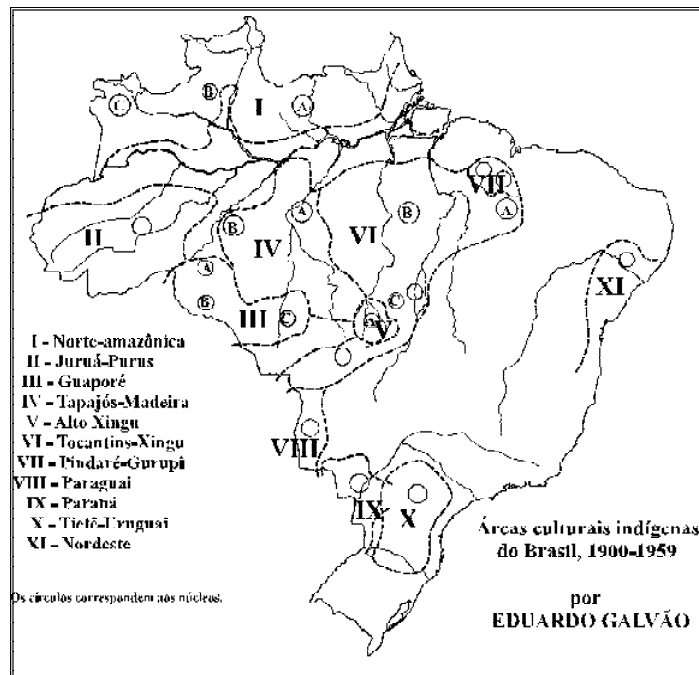 B
C
I
A
VII
B
A
B
A
II
IV
VI
A
XI
B
III
C
C
V
I - Norte-amazônica
II - Juruá-Purus
III - Guaporé
IV - Tapajós-Madeira
V - Alto Xingu
VI - Tocantins-Xingu
VII - Pindaré-Gurupi
VIII - Paraguai
IX - Paraná
X - Tietê-Uruguai
XI - Nordeste
VIII
IX
X
Áreas culturais indígenas
do Brasil, 1900-1959
Os círculos correspondem aos núcleos.
por
EDUARDO GALVÃO